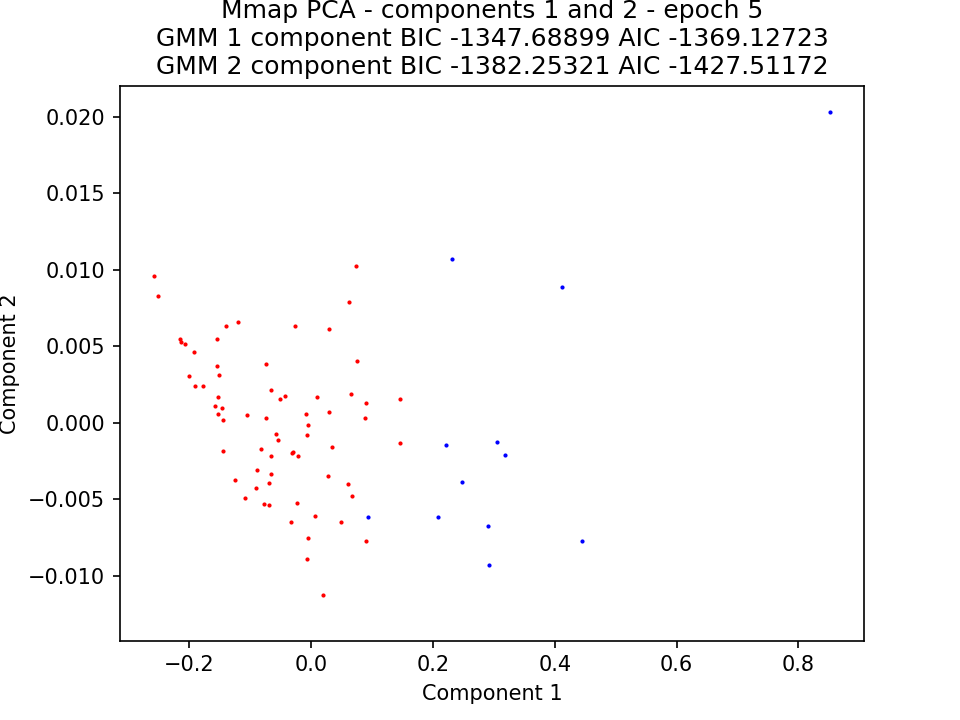 Mmap PCA - components 1 and 2 - epoch 5
GMM 1 component BIC -1347.68899 AIC -1369.12723
GMM 2 component BIC -1382.25321 AIC -1427.51172
0.020
0.015
0.010
0.005
0.000
−0.005
−0.010
Component 2
−0.2
0.0
0.2
0.4
0.6
0.8
Component 1